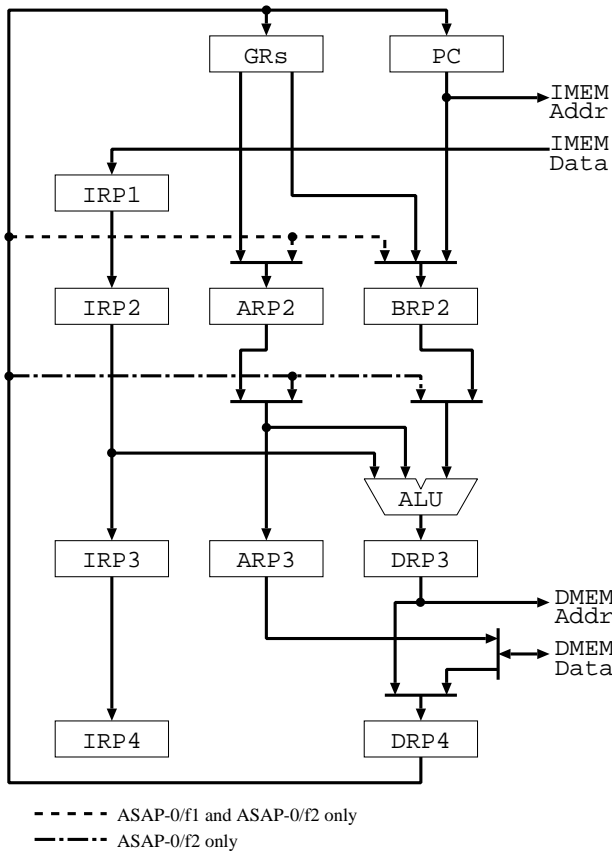 GRs
PC
IMEM
Addr
IMEM
Data
IRP1
IRP2
ARP2
BRP2
ALU
IRP3
ARP3
DRP3
DMEM
Addr
DMEM
Data
IRP4
DRP4
ASAP-0/f1 and ASAP-0/f2 only
ASAP-0/f2 only